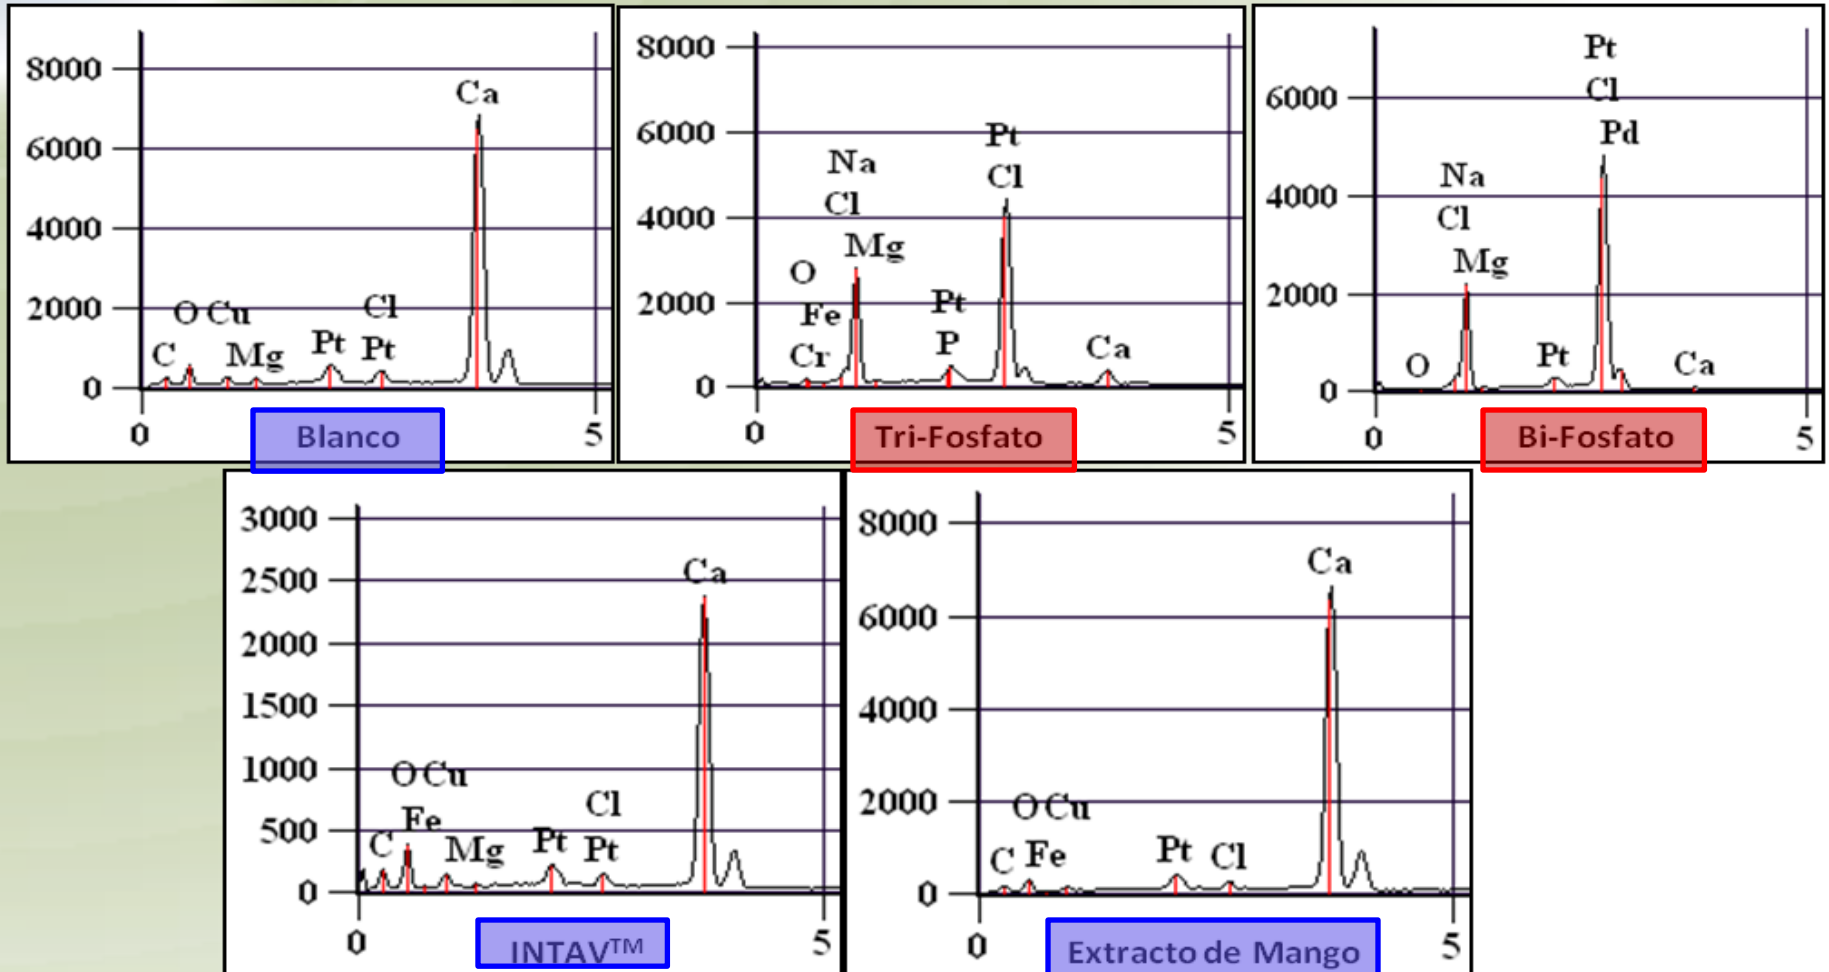 8000
6000
4000
2000
0
Ca
O Cu
C
Mg
Pt
Cl
Pt
0
5
Blanco
8000
6000
4000
2000
0
Na
Cl
Mg
O
Fe
Cr
Pt
P
Pt
Cl
Ca
0
5
Tri-Fosfato
6000
4000
2000
0
Pt
Cl
Pd
Na
Cl
Mg
O
Pt
Ca
0
5
Bi-Fosfato
3000
2500
2000
1500
1000
500
0
Ca
O Cu
Fe
C
Mg
Pt
Cl
Pt
0
5
INTAV™
8000
6000
4000
2000
0
Ca
O Cu
C Fe
Pt
Cl
0
5
Extracto de Mango